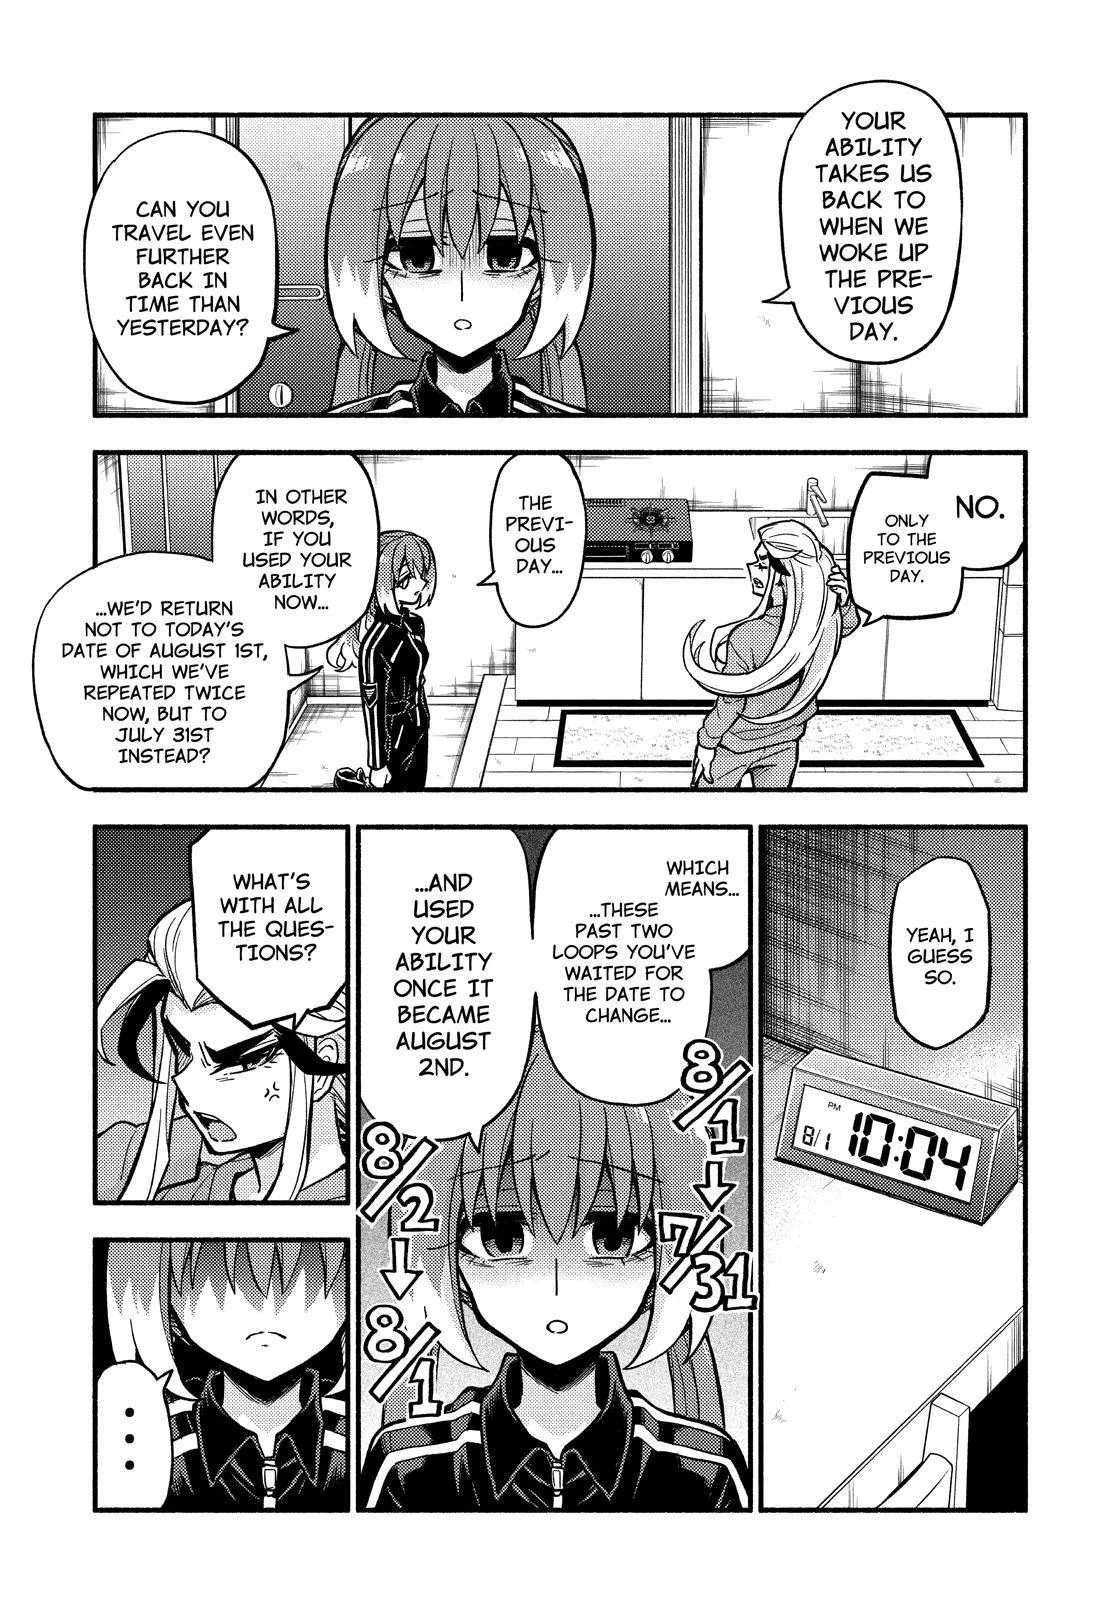 YOUR
ABILITY
TAKES US
BACK TO
WHEN WE
WOKE UP
THE PRE-
VIOUS
DAY.
CAN YOU
TRAVEL EVEN
FURTHER
BACK IN
TIME THAN
YESTERDAY?
NO.
ONLY
TO THE
PREVIOUS
DAY.
THE
PREVI-
OUS
DAY...
IN OTHER
WORDS,
IF YOU
USED YOUR
ABILITY
NOW...
...WE'D RETURN
NOT TO TODAY'S
DATE OF AUGUST 1ST,
WHICH WE'VE
REPEATED TWICE
NOW, BUT TO
JULY 31ST
INSTEAD?
YEAH, I
GUESS
SO.
PM
8/1 10:04
WHICH
MEANS...
...THESE
PAST TWO
LOOPS YOU'VE
WAITED FOR
THE DATE TO
CHANGE...
8/1
→
7/31
...AND
USED
YOUR
ABILITY
ONCE IT
BECAME
AUGUST
2ND.
8/2
→
8/1
WHAT'S
WITH ALL
THE QUES-
TIONS?
...